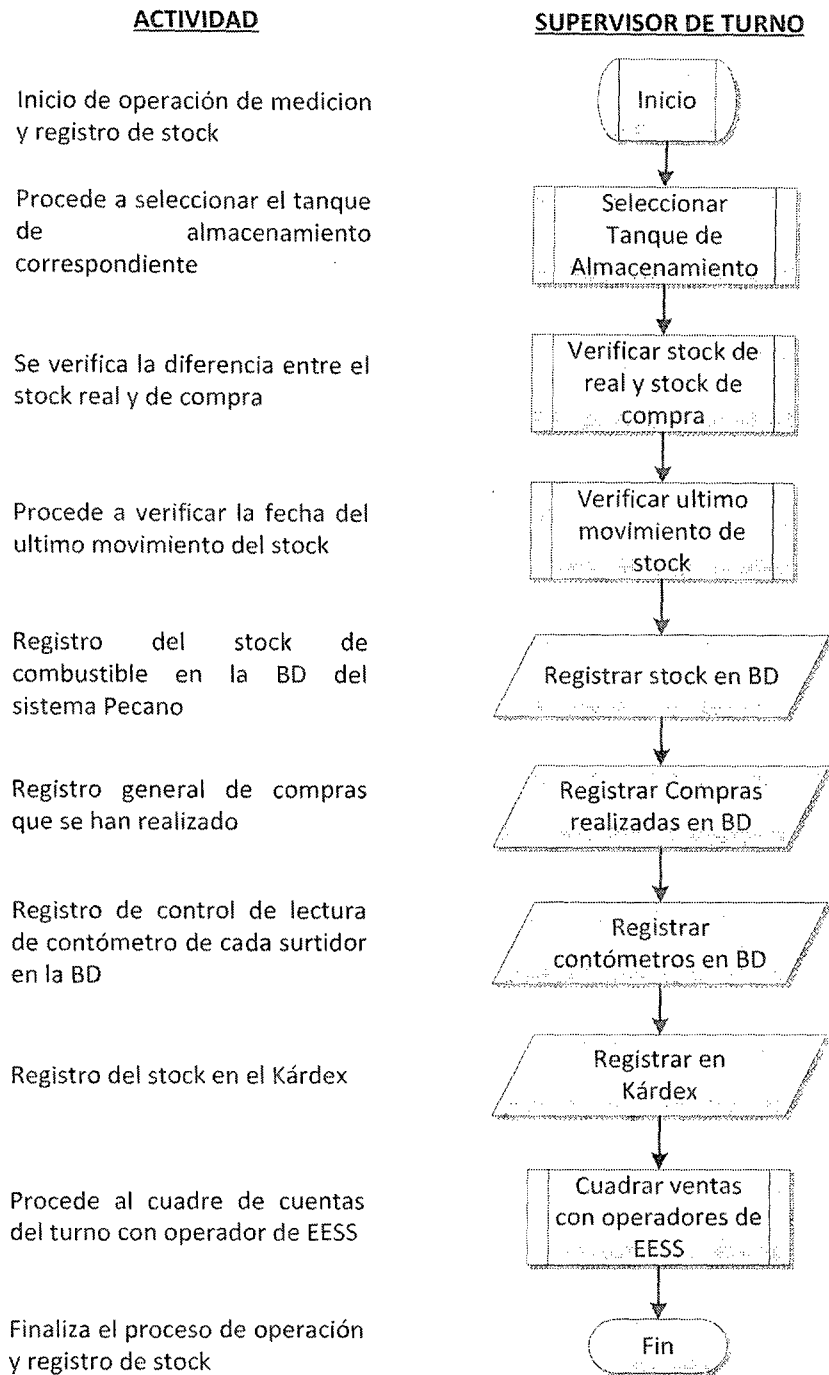 ACTIVIDAD
SUPERVISOR DE TURNO
Inicio de operación de medicion
y registro de stock
Inicio
Procede a seleccionar el tanque
de almacenamiento
correspondiente
Seleccionar
Tanque de
Almacenamiento
Se verifica la diferencia entre el
stock real y de compra
Verificar stock de
real y stock de
compra
Procede a verificar la fecha del
ultimo movimiento del stock
Verificar ultimo
movimiento de
stock
Registro del stock de
combustible en la BD del
sistema Pecano
Registrar stock en BD
Registro general de compras
que se han realizado
Registrar Compras
realizadas en BD
Registro de control de lectura
de contómetro de cada surtidor
en la BD
Registrar
contómetros en BD
Registro del stock en el Kárdex
Registrar en
Kárdex
Procede al cuadre de cuentas
del turno con operador de EESS
Cuadrar ventas
con operadores de
EESS
Finaliza el proceso de operación
y registro de stock
Fin